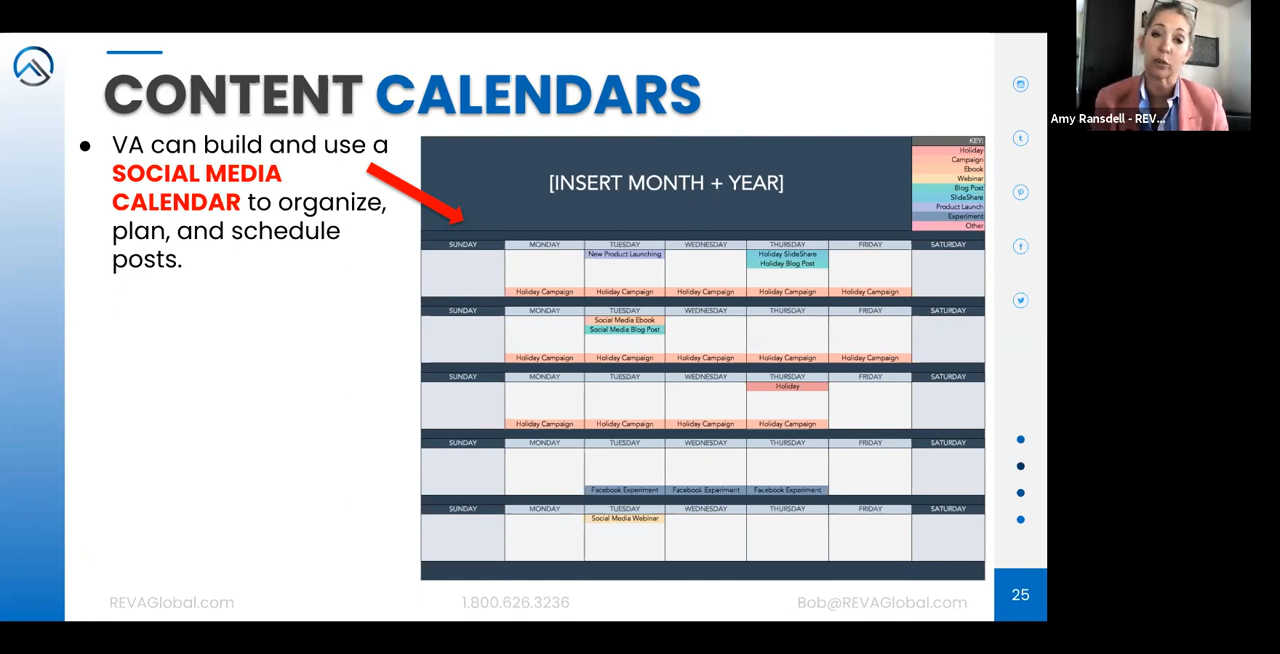 CONTENT CALENDARS
Amy Ransdell - REV...
VA can build and use a
SOCIAL MEDIA
CALENDAR to organize,
plan, and schedule
posts.
[INSERT MONTH + YEAR]
KEY:
Holiday
Campaign
Ebook
Webinar
Blog Post
SlideShare
Product Launch
Experiment
Other
SUNDAY MONDAY TUESDAY WEDNESDAY THURSDAY FRIDAY SATURDAY
New Product Launching Holiday SlideShare
Holiday Blog Post
Holiday Campaign Holiday Campaign Holiday Campaign Holiday Campaign Holiday Campaign
SUNDAY MONDAY TUESDAY WEDNESDAY THURSDAY FRIDAY SATURDAY
Social Media Ebook
Social Media Blog Post
Holiday Campaign Holiday Campaign Holiday Campaign Holiday Campaign Holiday Campaign
SUNDAY MONDAY TUESDAY WEDNESDAY THURSDAY FRIDAY SATURDAY
Holiday
Holiday Campaign Holiday Campaign Holiday Campaign Holiday Campaign
SUNDAY MONDAY TUESDAY WEDNESDAY THURSDAY FRIDAY SATURDAY
Facebook Experiment Facebook Experiment Facebook Experiment
SUNDAY MONDAY TUESDAY WEDNESDAY THURSDAY FRIDAY SATURDAY
Social Media Webinar
REVAGlobal.com 1.800.626.3236 Bob@REVAGlobal.com 25